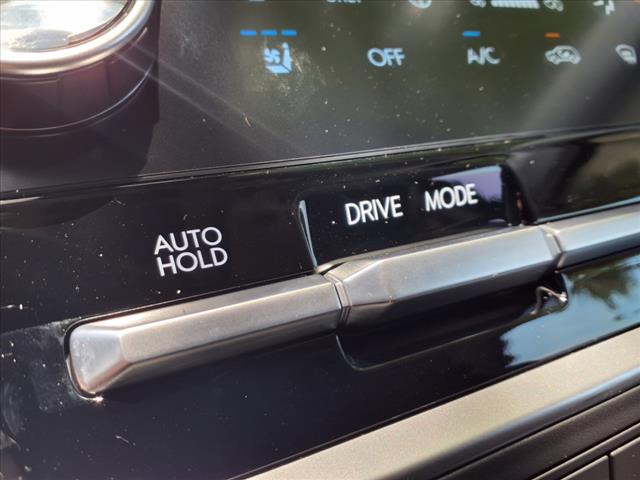 OFF A/C
DRIVE MODE
AUTO
HOLD